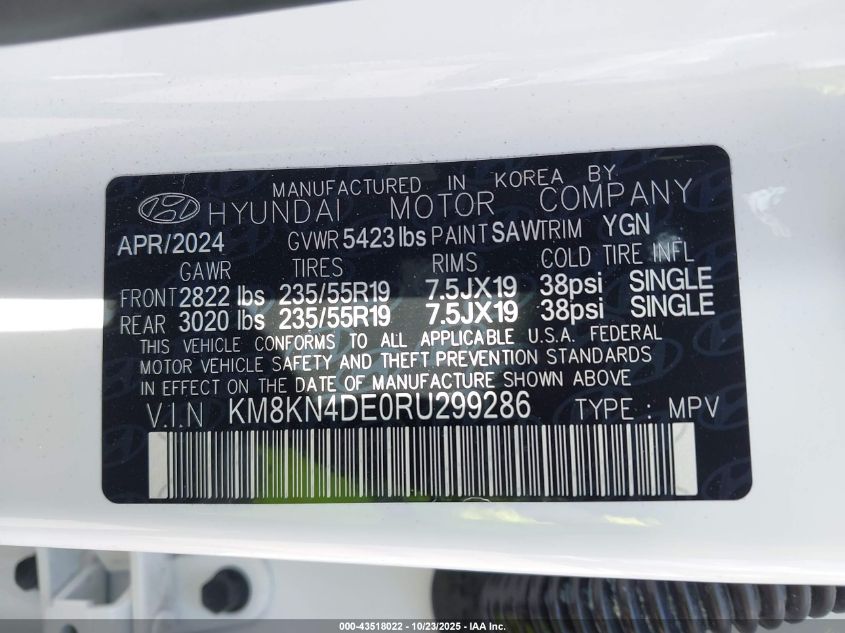 MANUFACTURED IN KOREA BY
HYUNDAI MOTOR COMPANY
APR/2024 GVWR 5423 lbs PAINT SAW TRIM YGN
GAWR TIRES RIMS COLD TIRE INFL
FRONT 2822 lbs 235/55R19 7.5JX19 38psi SINGLE
REAR 3020 lbs 235/55R19 7.5JX19 38psi SINGLE
THIS VEHICLE CONFORMS TO ALL APPLICABLE U.S.A. FEDERAL
MOTOR VEHICLE SAFETY AND THEFT PREVENTION STANDARDS
IN EFFECT ON THE DATE OF MANUFACTURE SHOWN ABOVE.
V.I.N KM8KN4DE0RU299286 TYPE : MPV
000-43518022 - 10/23/2025 - IAA Inc.